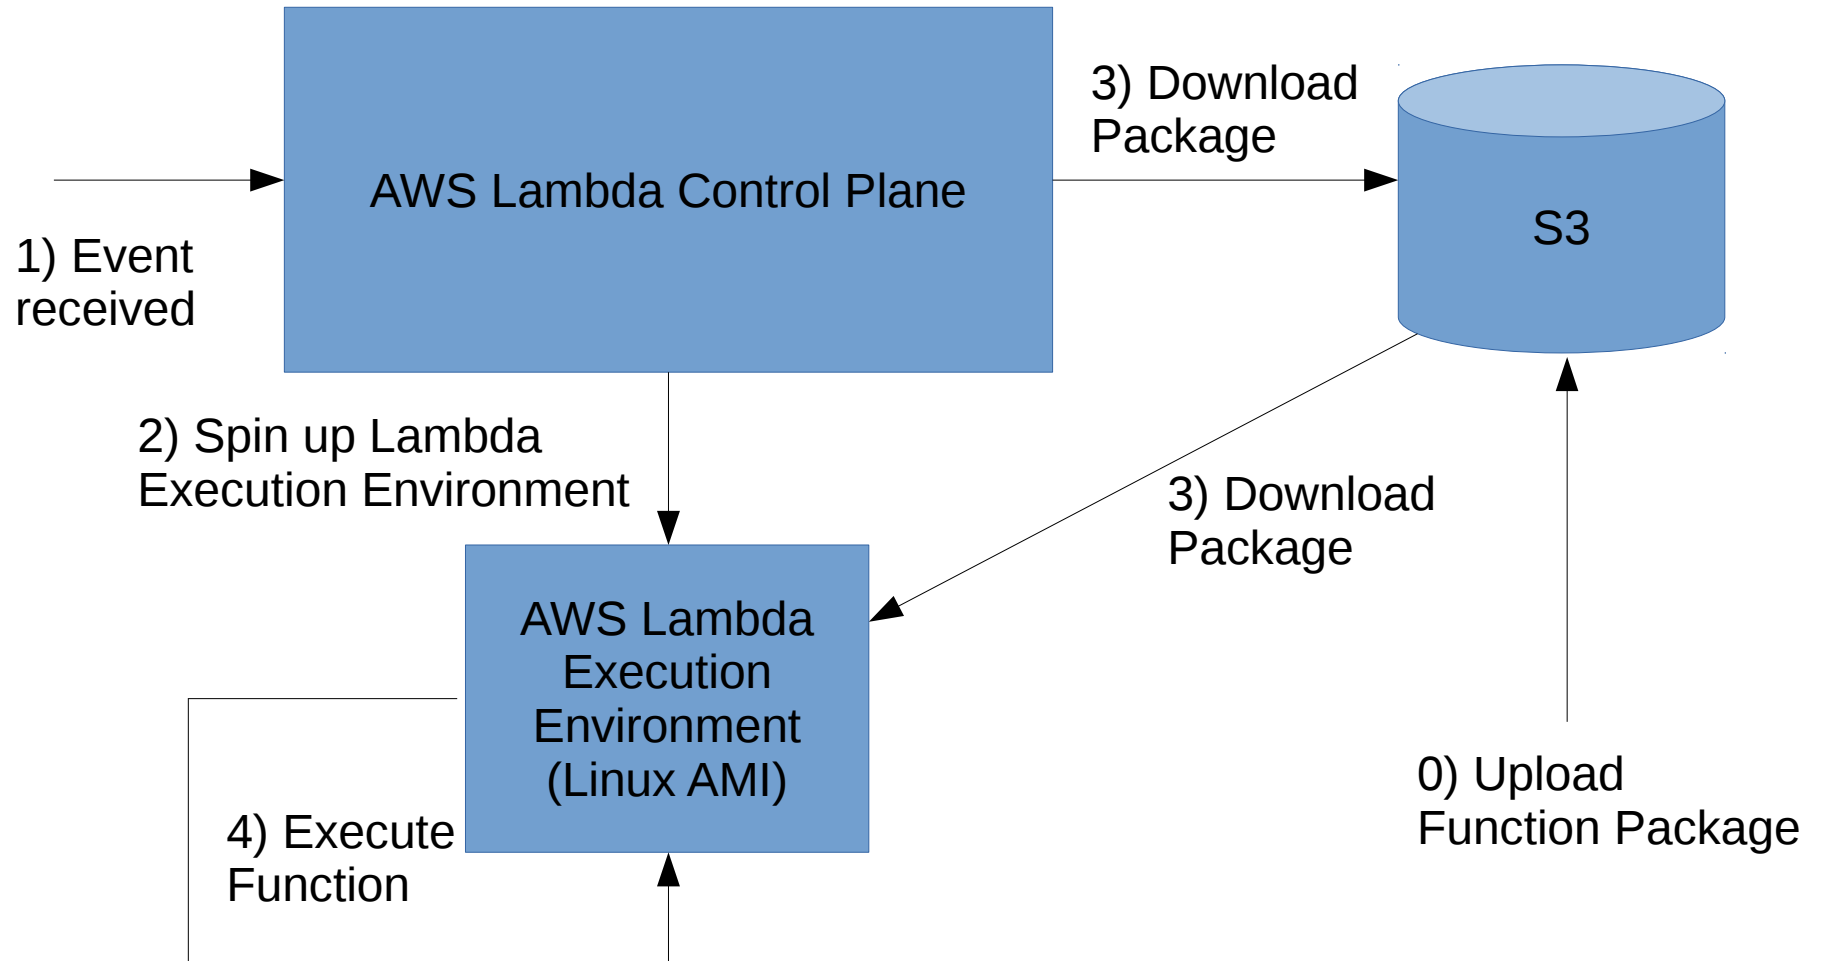 3) Download
Package
AWS Lambda Control Plane
S3
1) Event
received
2) Spin up Lambda
Execution Environment
3) Download
Package
AWS Lambda
Execution
Environment
(Linux AMI)
0) Upload
Function Package
4) Execute
Function